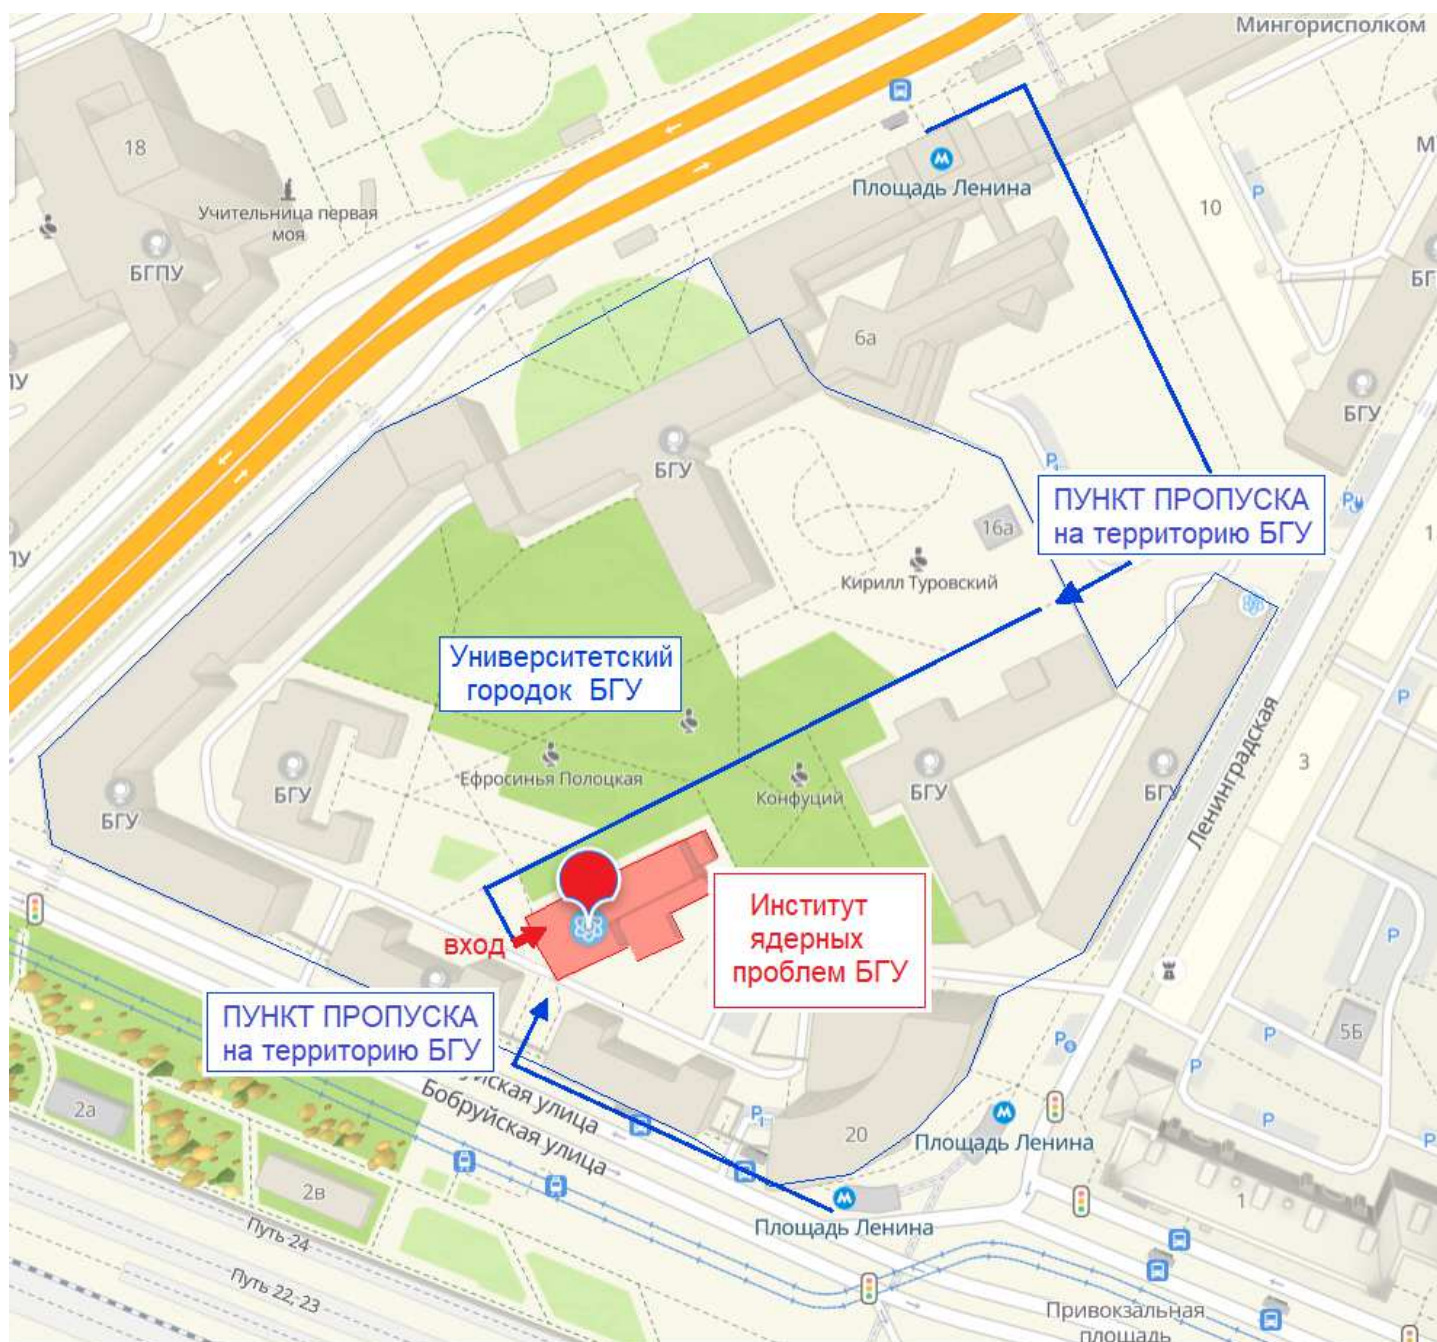 Мингорисполком
18
Площадь Ленина
Учительница первая
моя
БГПУ
10
P
6а
БГУ
БГУ
P
ПУНКТ ПРОПУСКА
на территорию БГУ
16а
Кирилл Туровский
Университетский
городок БГУ
P
Ленинградская
3
Ефросинья Полоцкая
Конфуций
БГУ
БГУ
БГУ
БГУ
Институт
ядерных
проблем БГУ
вход
P
ПУНКТ ПРОПУСКА
на территорию БГУ
P
5Б
P
P
2а
уйская улица
Бобруйская улица
P
20
Площадь Ленина
P
P
2в
Площадь Ленина
1
Путь 24
Путь 22, 23
Привокзальная
площадь